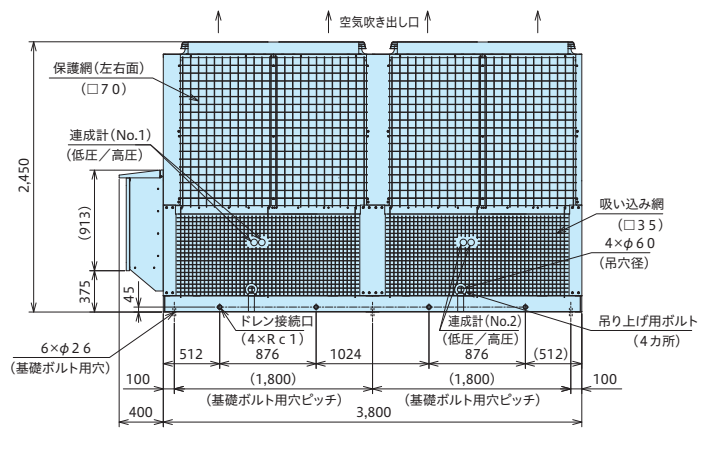 空気吹き出し口
保護網（左右面）
（□７０）
連成計（No.1）
（低圧／高圧）
2,450
(913)
375
45
吸い込み網
（□３５）
４×φ６０
（吊穴径）
６×φ２６
（基礎ボルト用穴）
ドレン接続口
（４×Ｒｃ１）
連成計（No.2）
（低圧／高圧）
吊り上げ用ボルト
（４カ所）
512
876
1024
876
(512)
100
(1,800)
(1,800)
100
（基礎ボルト用穴ピッチ）
（基礎ボルト用穴ピッチ）
400
3,800